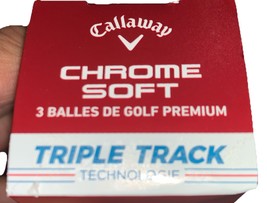 Callaway
CHROME
SOFT
3 BALLES DE GOLF PREMIUM
TRIPLE TRACK
TECHNOLOGIE